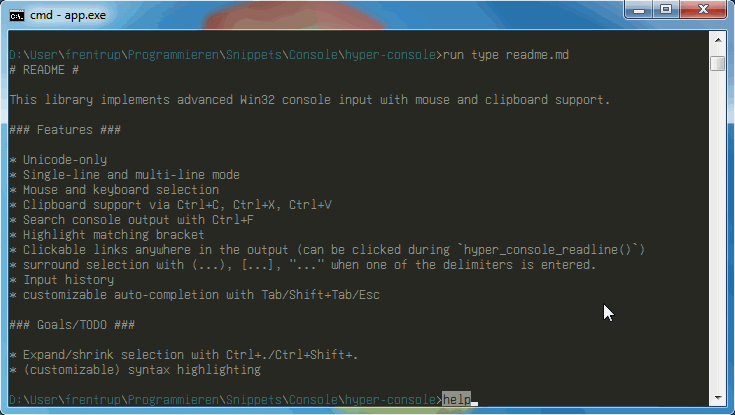 cmd - app.exe
D:\User\frentrup\Programmieren\Snippets\Console\hyper-console>run type readme.md
# README #
This library implements advanced Win32 console input with mouse and clipboard support.
### Features ###
* Unicode-only
* Single-line and multi-line mode
* Mouse and keyboard selection
* Clipboard support via Ctrl+C, Ctrl+X, Ctrl+V
* Search console output with Ctrl+F
* Highlight matching bracket
* Clickable links anywhere in the output (can be clicked during `hyper_console_readline()`)
* surround selection with (...), [...], "..." when one of the delimiters is entered.
* Input history
* customizable auto-completion with Tab/Shift+Tab/Esc
### Goals/TODO ###
* Expand/shrink selection with Ctrl+./Ctrl+Shift+.
* (customizable) syntax highlighting
D:\User\frentrup\Programmieren\Snippets\Console\hyper-console>help